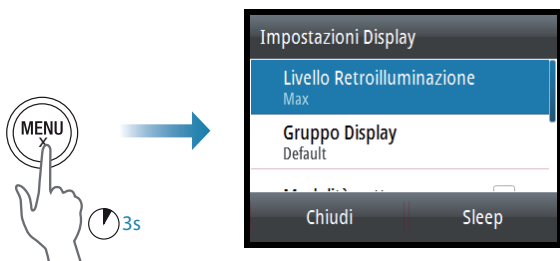 MENU
X
3s
Impostazioni Display
Livello Retroilluminazione
Max
Gruppo Display
Default
Chiudi
Sleep